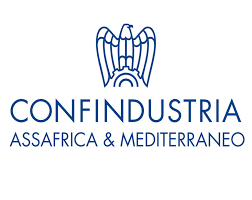 CONFINDUSTRIA
ASSAFRICA & MEDITERRANEO